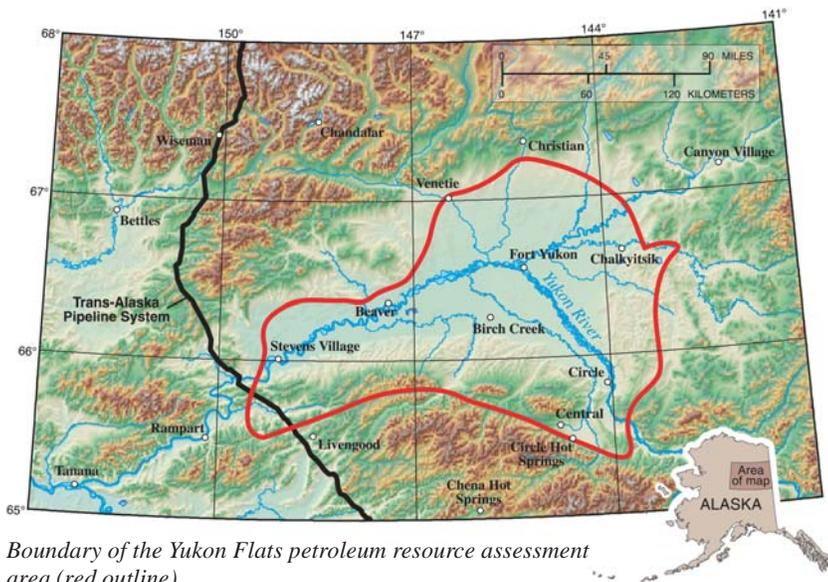 68°
150°
147°
144°
141°
0
45
90 MILES
0
60
120 KILOMETERS
Wiseman
Chandalar
Christian
Canyon Village
67°
Venetie
Bettles
Fort Yukon
Chalkyitsik
Trans-Alaska
Pipeline System
Beaver
Yukon River
Birch Creek
66°
Stevens Village
Circle
Central
Rampart
Livengood
Circle Hot
Springs
Tanana
Chena Hot
Springs
65°
Area
of map
ALASKA
Boundary of the Yukon Flats petroleum resource assessment
area (red outline)